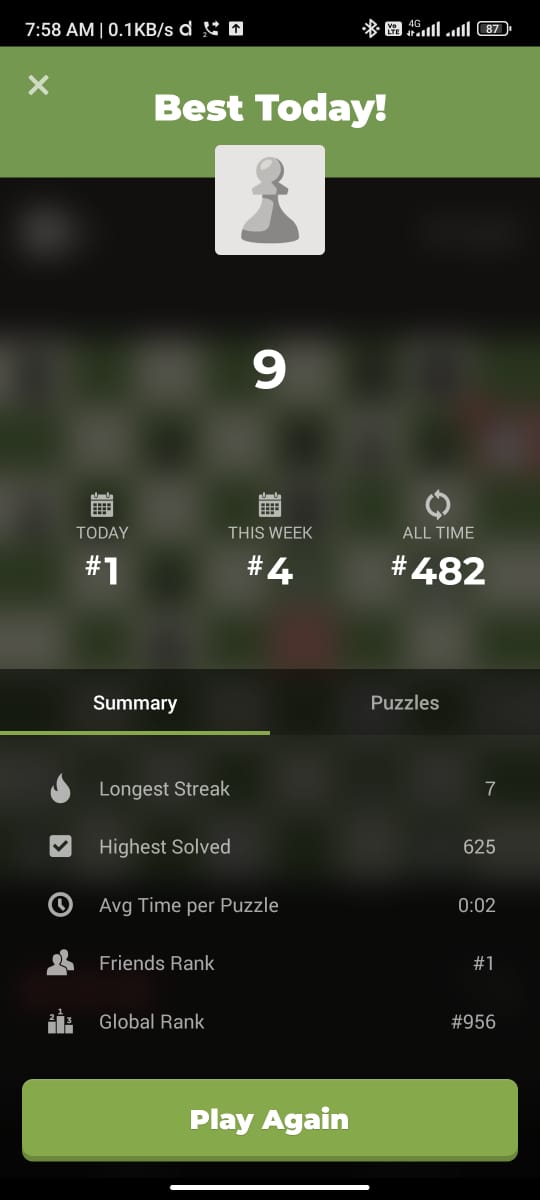 7:58 AM | 0.1KB/s
Vo LTE 4G 87
Best Today!
9
TODAY THIS WEEK ALL TIME
#1 #4 #482
Summary Puzzles
Longest Streak 7
Highest Solved 625
Avg Time per Puzzle 0:02
Friends Rank #1
Global Rank #956
Play Again